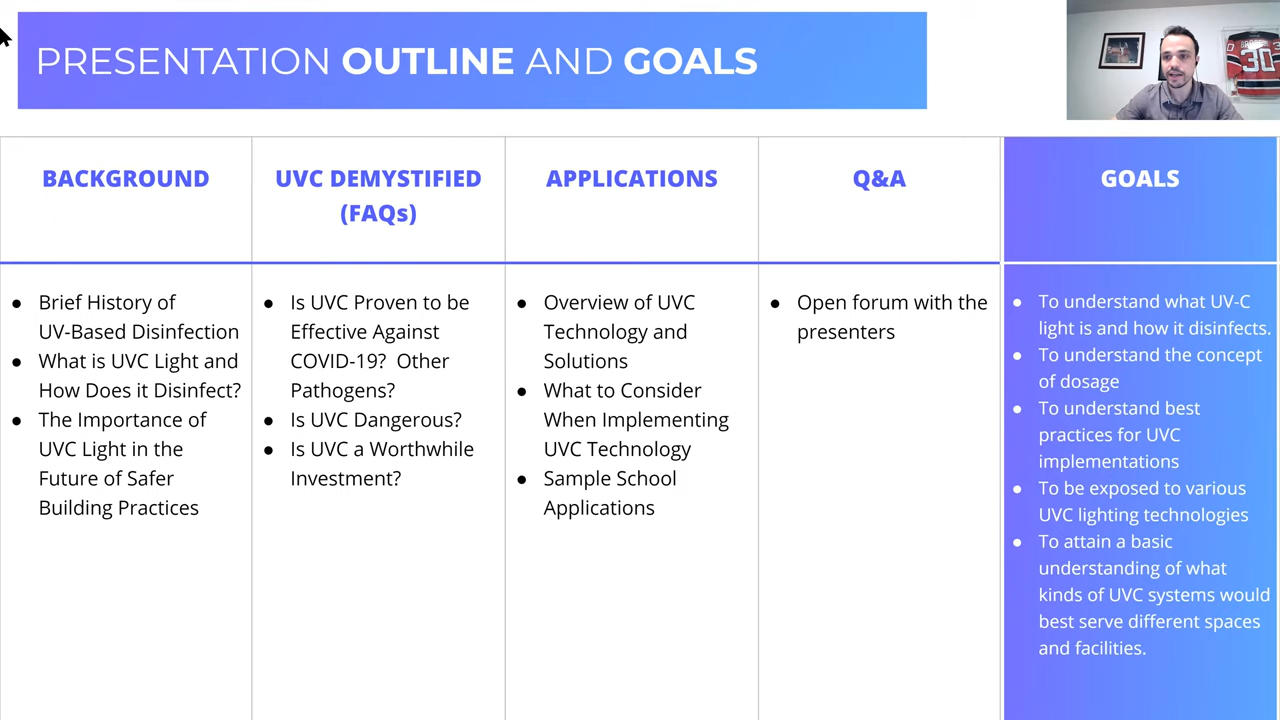 PRESENTATION OUTLINE AND GOALS
30
BACKGROUND
Brief History of
UV-Based Disinfection
What is UVC Light and
How Does it Disinfect?
The Importance of
UVC Light in the
Future of Safer
Building Practices
UVC DEMYSTIFIED
(FAQs)
Is UVC Proven to be
Effective Against
COVID-19? Other
Pathogens?
Is UVC Dangerous?
Is UVC a Worthwhile
Investment?
APPLICATIONS
Overview of UVC
Technology and
Solutions
What to Consider
When Implementing
UVC Technology
Sample School
Applications
Q&A
Open forum with the
presenters
GOALS
To understand what UV-C
light is and how it disinfects.
To understand the concept
of dosage
To understand best
practices for UVC
implementations
To be exposed to various
UVC lighting technologies
To attain a basic
understanding of what
kinds of UVC systems would
best serve different spaces
and facilities.